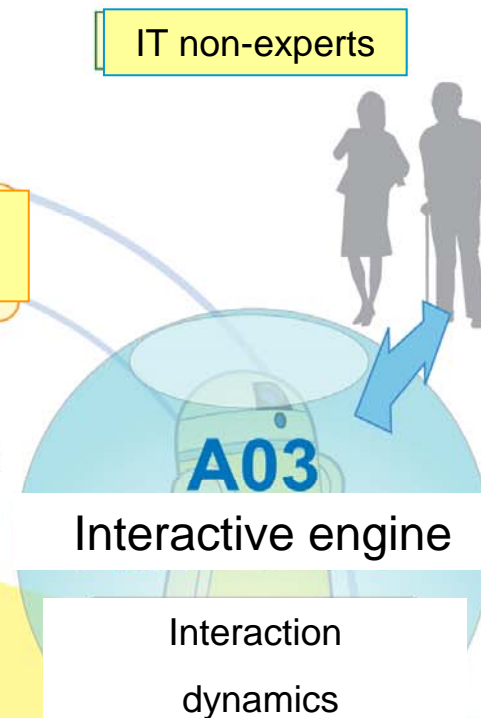 IT non-experts
A03
Interactive engine
Interaction
dynamics